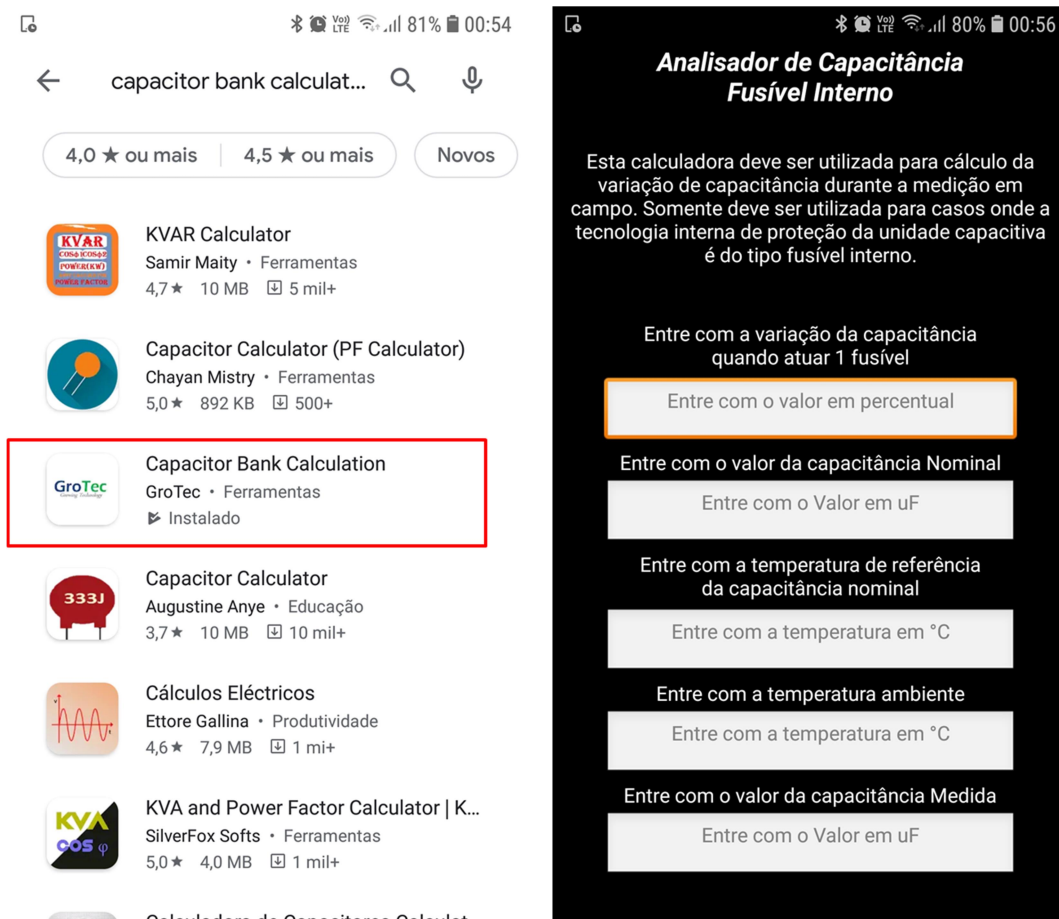 81% 00:54
capacitor bank calculat...
4,0 ★ ou mais
4,5 ★ ou mais
Novos
KVAR
COSϕ1COSϕ2
POWER(KW)
POWER FACTOR
KVAR Calculator
Samir Maity • Ferramentas
4,7★ 10 MB 5 mil+
Capacitor Calculator (PF Calculator)
Chayan Mistry • Ferramentas
5,0★ 892 KB 500+
GroTec
Capacitor Bank Calculation
GroTec • Ferramentas
Instalado
333J
Capacitor Calculator
Augustine Anye • Educação
3,7★ 10 MB 10 mil+
Cálculos Eléctricos
Ettore Gallina • Produtividade
4,6★ 7,9 MB 1 mi+
KVA
COS φ
KVA and Power Factor Calculator | K...
SilverFox Softs • Ferramentas
5,0★ 4,0 MB 1 mil+
Vo)) LTE 80% 00:56
Analisador de Capacitância
Fusível Interno
Esta calculadora deve ser utilizada para cálculo da
variação de capacitância durante a medição em
campo. Somente deve ser utilizada para casos onde a
tecnologia interna de proteção da unidade capacitiva
é do tipo fusível interno.
Entre com a variação da capacitância
quando atuar 1 fusível
Entre com o valor em percentual
Entre com o valor da capacitância Nominal
Entre com o Valor em uF
Entre com a temperatura de referência
da capacitância nominal
Entre com a temperatura em °C
Entre com a temperatura ambiente
Entre com a temperatura em °C
Entre com o valor da capacitância Medida
Entre com o Valor em uF